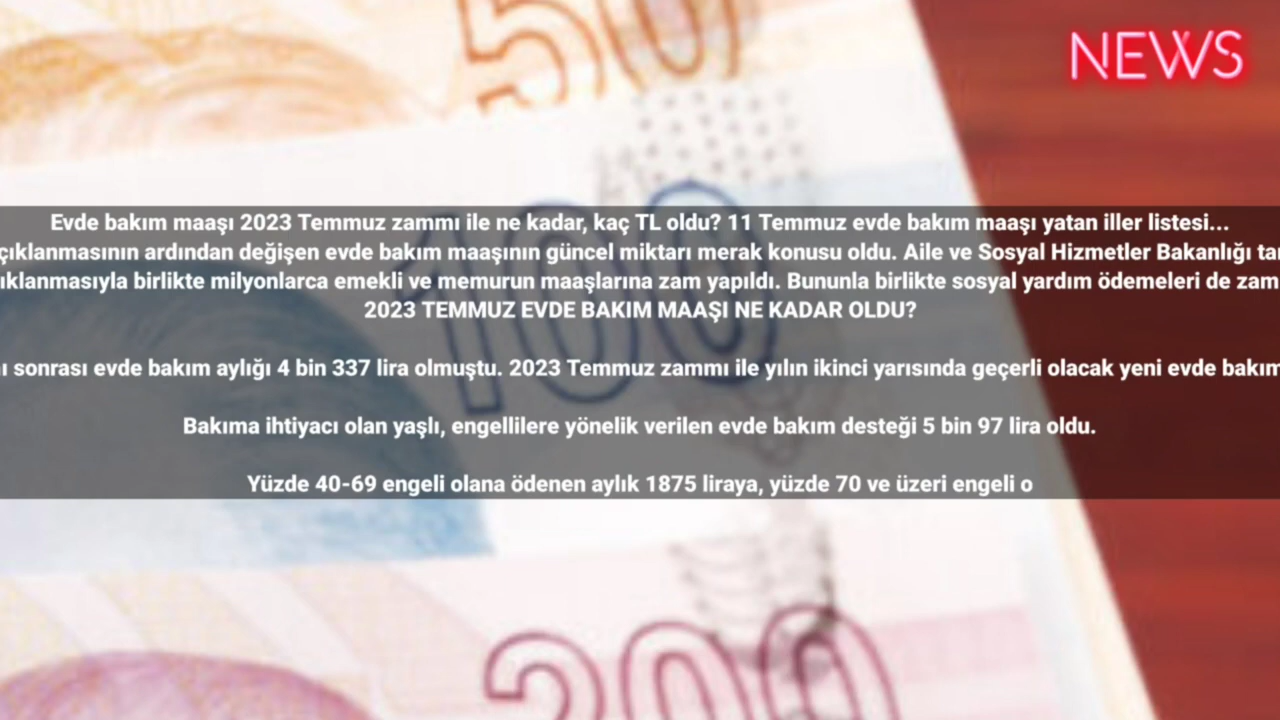 50
NEWS
100
Evde bakım maaşı 2023 Temmuz zammı ile ne kadar, kaç TL oldu? 11 Temmuz evde bakım maaşı yatan iller listesi...
çıklanmasının ardından değişen evde bakım maaşının güncel miktarı merak konusu oldu. Aile ve Sosyal Hizmetler Bakanlığı
ıklanmasıyla birlikte milyonlarca emekli ve memurun maaşlarına zam yapıldı. Bununla birlikte sosyal yardım ödemeleri de zam
2023 TEMMUZ EVDE BAKIM MAAŞI NE KADAR OLDU?
sonrası evde bakım aylığı 4 bin 337 lira olmuştu. 2023 Temmuz zammı ile yılın ikinci yarısında geçerli olacak yeni evde bakım
Bakıma ihtiyacı olan yaşlı, engellilere yönelik verilen evde bakım desteği 5 bin 97 lira oldu.
Yüzde 40-69 engeli olana ödenen aylık 1875 liraya, yüzde 70 ve üzeri engeli o
200